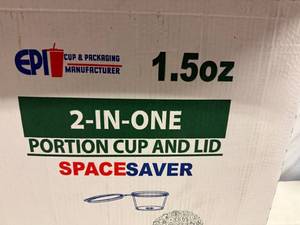 EPI CUP & PACKAGING
MANUFACTURER
1.5oz
2-IN-ONE
PORTION CUP AND LID
SPACESAVER